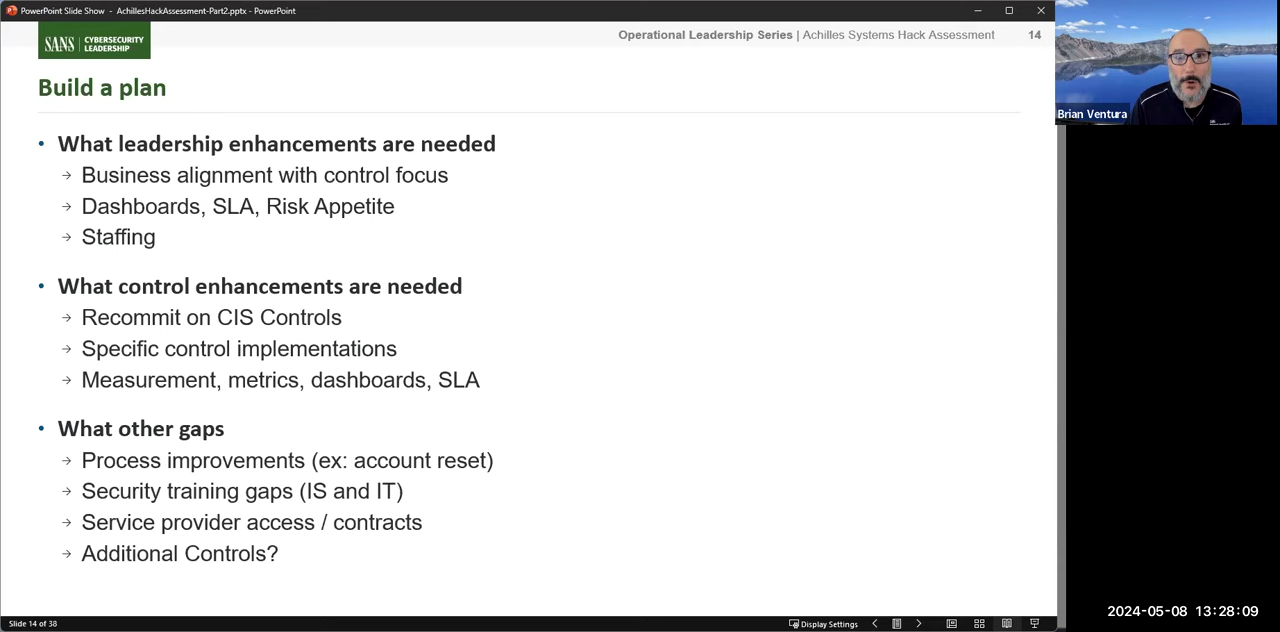 PowerPoint Slide Show - AchillesHackAssessment-Part2.pptx - PowerPoint
SANS | CYBERSECURITY
LEADERSHIP
Operational Leadership Series | Achilles Systems Hack Assessment 14
Build a plan
• What leadership enhancements are needed
→ Business alignment with control focus
→ Dashboards, SLA, Risk Appetite
→ Staffing
• What control enhancements are needed
→ Recommit on CIS Controls
→ Specific control implementations
→ Measurement, metrics, dashboards, SLA
• What other gaps
→ Process improvements (ex: account reset)
→ Security training gaps (IS and IT)
→ Service provider access / contracts
→ Additional Controls?
Brian Ventura
2024-05-08 13:28:09
Slide 14 of 38
Display Settings